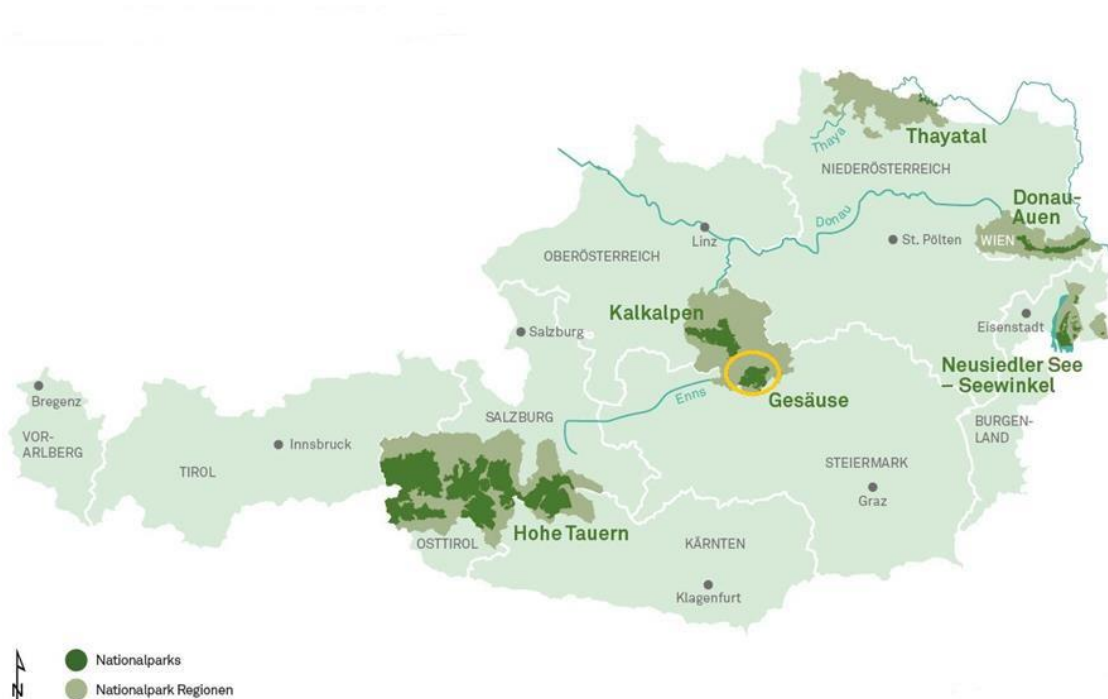 Thayatal
Thaya
NIEDERÖSTERREICH
Donau-
Auen
Donau
Linz
St. Pölten
WIEN
OBERÖSTERREICH
Kalkalpen
Salzburg
Eisenstadt
Neusiedler See
– Seewinkel
Gesäuse
Enns
Bregenz
VOR-
ARLBERG
Innsbruck
TIROL
SALZBURG
BURGEN-
LAND
STEIERMARK
Graz
Hohe Tauern
OSTTIROL
KÄRNTEN
Klagenfurt
Nationalparks
N
Nationalpark Regionen